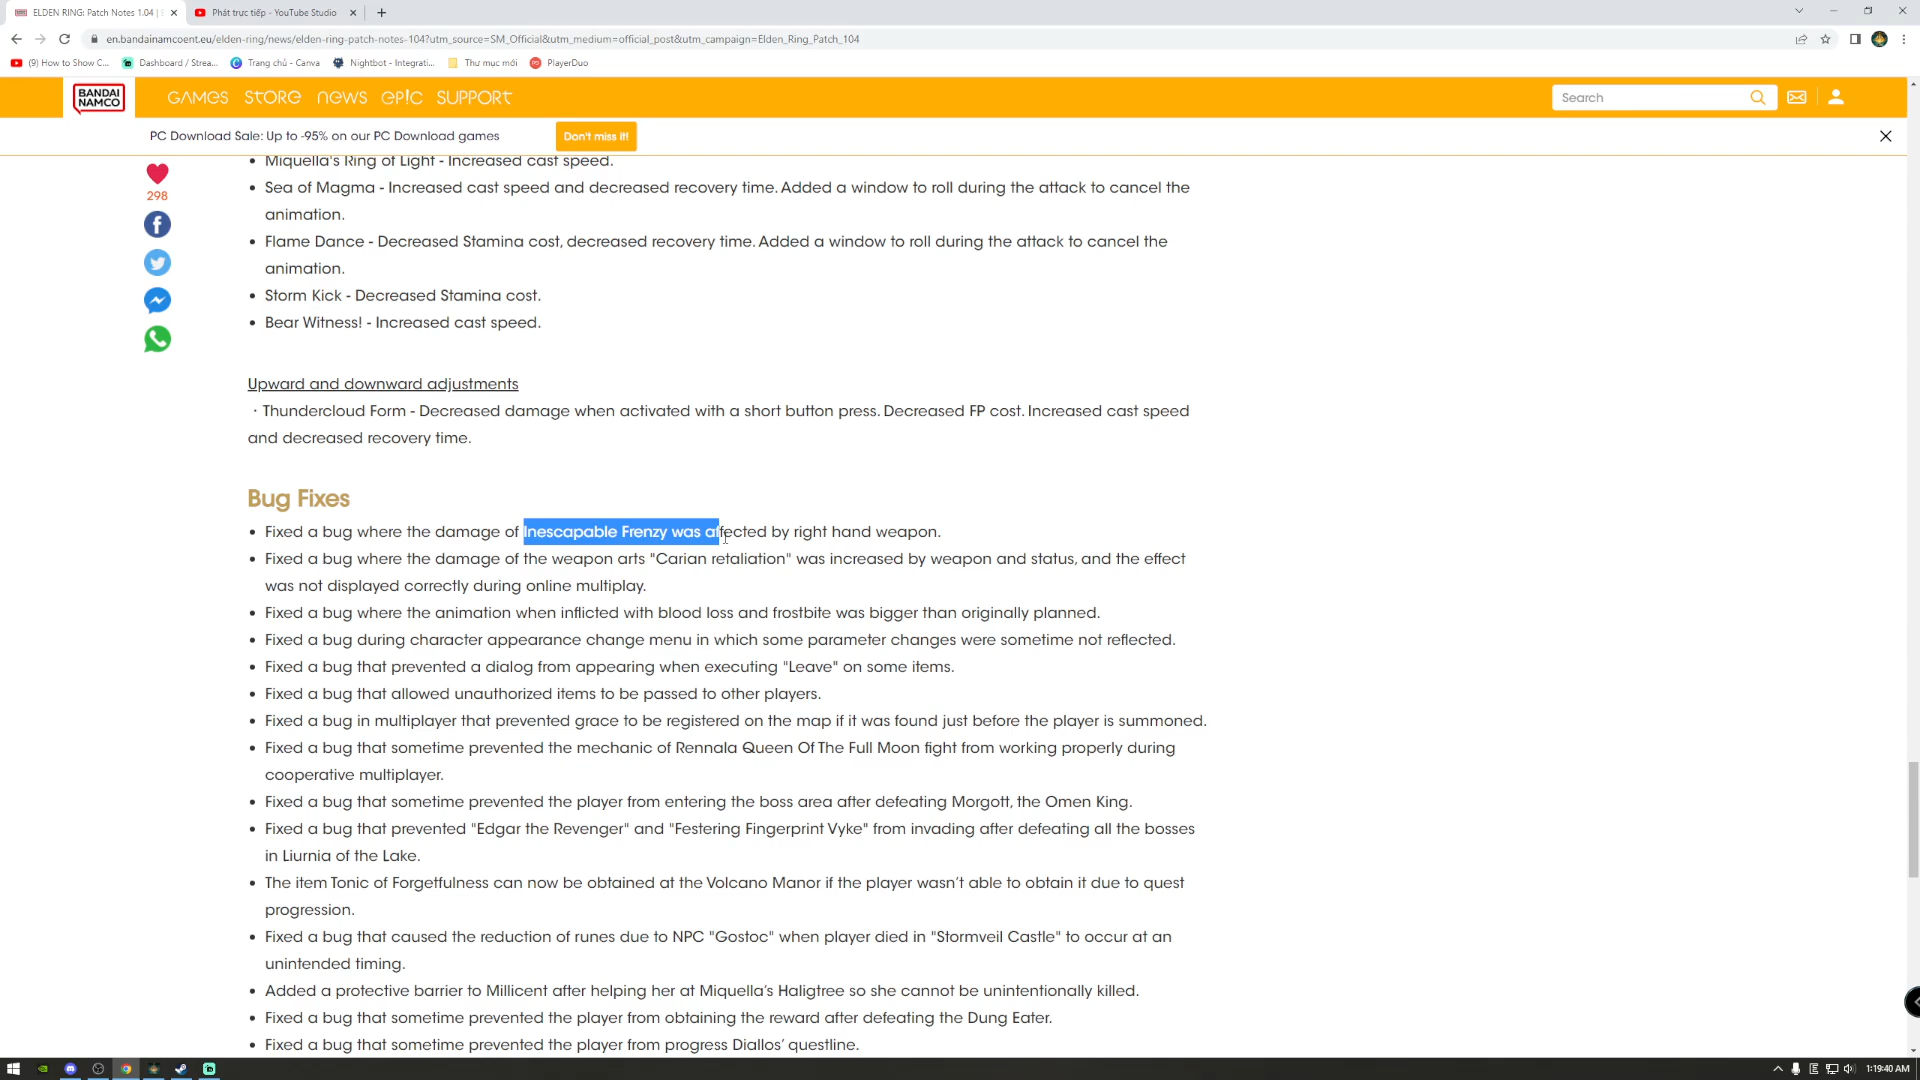 ELDEN RING: Patch Notes 1.04 |
Phát trực tiếp - YouTube Studio
en.bandainamcoent.eu/elden-ring/news/elden-ring-patch-notes-104?utm_source=SM_Official&utm_medium=official_post&utm_campaign=Elden_Ring_Patch_104
(9) How to Show C...
Dashboard / Strea...
Trang chủ - Canva
Nightbot - Integrati...
Thư mục mới
PlayerDuo
BANDAI
NAMCO
GAMES STORE NEWS EPIC SUPPORT
Search
PC Download Sale: Up to -95% on our PC Download games
Don't miss it!
• Miquella's Ring of Light - Increased cast speed.
298
• Sea of Magma - Increased cast speed and decreased recovery time. Added a window to roll during the attack to cancel the
animation.
• Flame Dance - Decreased Stamina cost, decreased recovery time. Added a window to roll during the attack to cancel the
animation.
• Storm Kick - Decreased Stamina cost.
• Bear Witness! - Increased cast speed.
Upward and downward adjustments
・Thundercloud Form - Decreased damage when activated with a short button press. Decreased FP cost. Increased cast speed
and decreased recovery time.
Bug Fixes
• Fixed a bug where the damage of Inescapable Frenzy was affected by right hand weapon.
• Fixed a bug where the damage of the weapon arts "Carian retaliation" was increased by weapon and status, and the effect
was not displayed correctly during online multiplay.
• Fixed a bug where the animation when inflicted with blood loss and frostbite was bigger than originally planned.
• Fixed a bug during character appearance change menu in which some parameter changes were sometime not reflected.
• Fixed a bug that prevented a dialog from appearing when executing "Leave" on some items.
• Fixed a bug that allowed unauthorized items to be passed to other players.
• Fixed a bug in multiplayer that prevented grace to be registered on the map if it was found just before the player is summoned.
• Fixed a bug that sometime prevented the mechanic of Rennala Queen Of The Full Moon fight from working properly during
cooperative multiplayer.
• Fixed a bug that sometime prevented the player from entering the boss area after defeating Morgott, the Omen King.
• Fixed a bug that prevented "Edgar the Revenger" and "Festering Fingerprint Vyke" from invading after defeating all the bosses
in Liurnia of the Lake.
• The item Tonic of Forgetfulness can now be obtained at the Volcano Manor if the player wasn’t able to obtain it due to quest
progression.
• Fixed a bug that caused the reduction of runes due to NPC "Gostoc" when player died in "Stormveil Castle" to occur at an
unintended timing.
• Added a protective barrier to Millicent after helping her at Miquella’s Haligtree so she cannot be unintentionally killed.
• Fixed a bug that sometime prevented the player from obtaining the reward after defeating the Dung Eater.
• Fixed a bug that sometime prevented the player from progress Diallos’ questline.
1:19:40 AM